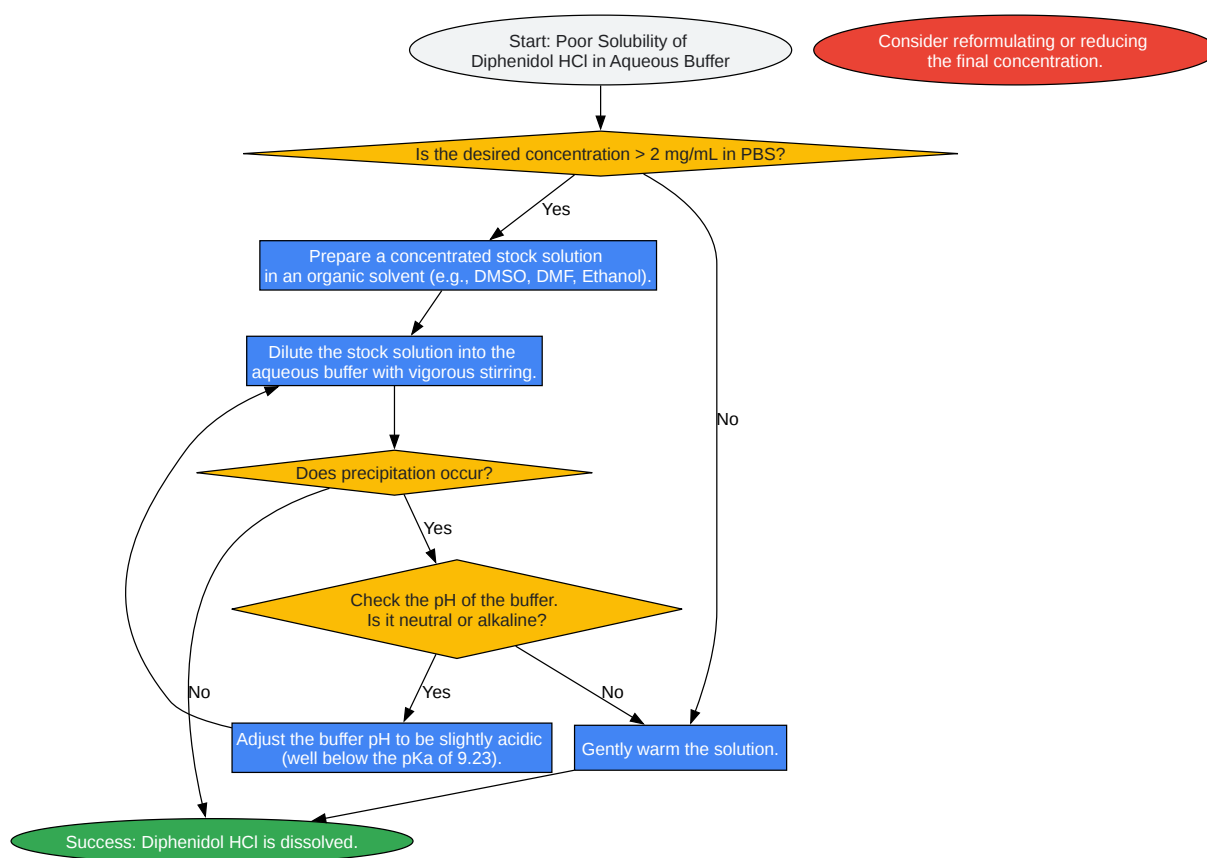 Start: Poor Solubility of
Diphenidol HCl in Aqueous Buffer
Consider reformulating or reducing
the final concentration.
Is the desired concentration > 2 mg/mL in PBS?
Yes
Prepare a concentrated stock solution
in an organic solvent (e.g., DMSO, DMF, Ethanol).
Dilute the stock solution into the
aqueous buffer with vigorous stirring.
No
Does precipitation occur?
Yes
Check the pH of the buffer.
Is it neutral or alkaline?
No
Yes
No
Adjust the buffer pH to be slightly acidic
(well below the pKa of 9.23).
Gently warm the solution.
Success: Diphenidol HCl is dissolved.